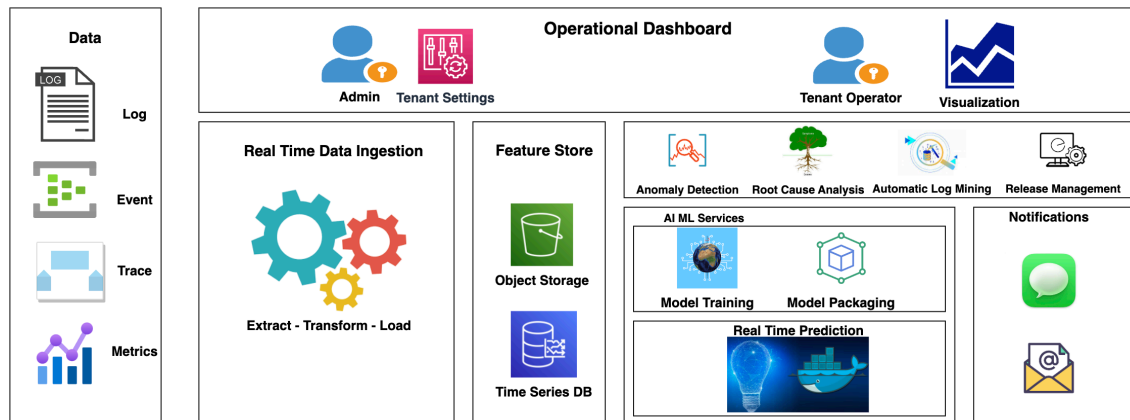 Data
LOG
Log
Event
Trace
Metrics
Operational Dashboard
Admin
Tenant Settings
Tenant Operator
Visualization
Real Time Data Ingestion
Extract - Transform - Load
Feature Store
Object Storage
Time Series DB
Anomaly Detection
Root Cause Analysis
Automatic Log Mining
Release Management
AI ML Services
Model Training
Model Packaging
Real Time Prediction
Notifications
@